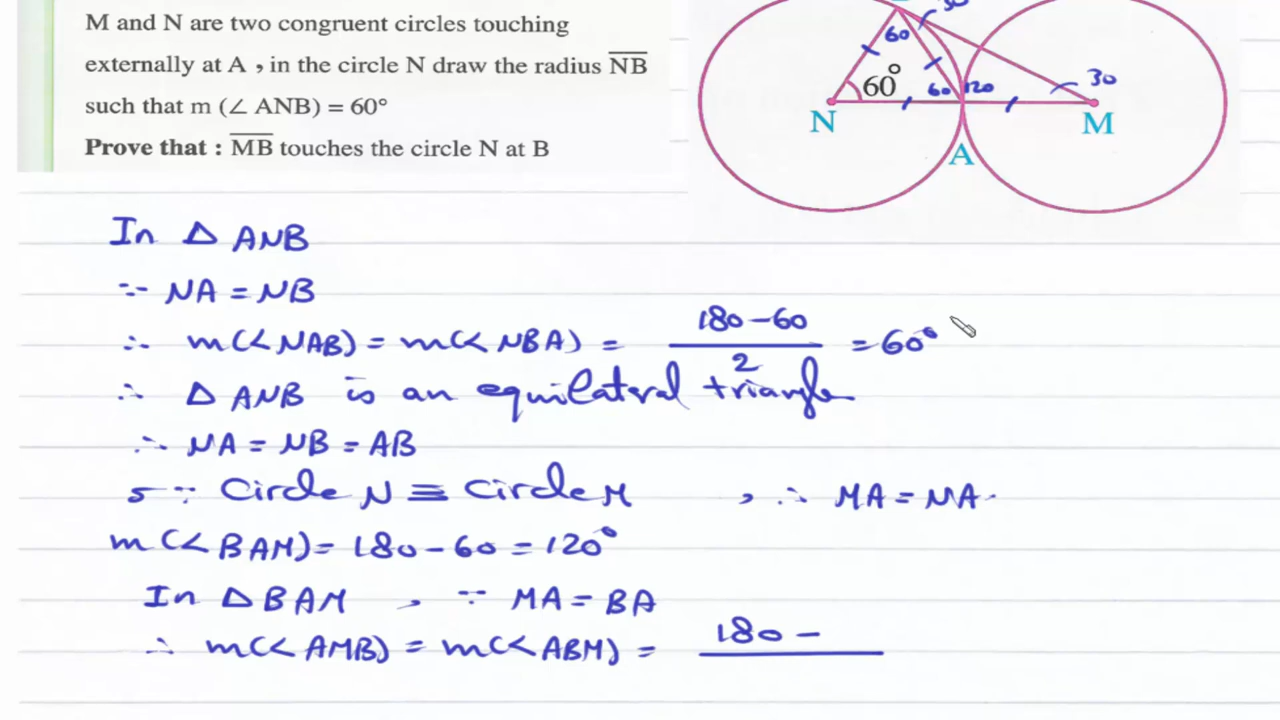 M and N are two congruent circles touching
externally at A , in the circle N draw the radius NB
such that m (∠ ANB) = 60°
Prove that : MB touches the circle N at B
60
60°
60
120
30
N
A
M
In △ ANB
∵ NA = NB
∴ m(∠NAB) = m(∠NBA) = 180 - 60 / 2 = 60°
∴ △ ANB is an equilateral triangle
∴ NA = NB = AB
, ∵ Circle N ≡ Circle M , ∴ MA = NA
m(∠BAM) = 180 - 60 = 120°
In △ BAM , ∵ MA = BA
∴ m(∠AMB) = m(∠ABM) = 180 -